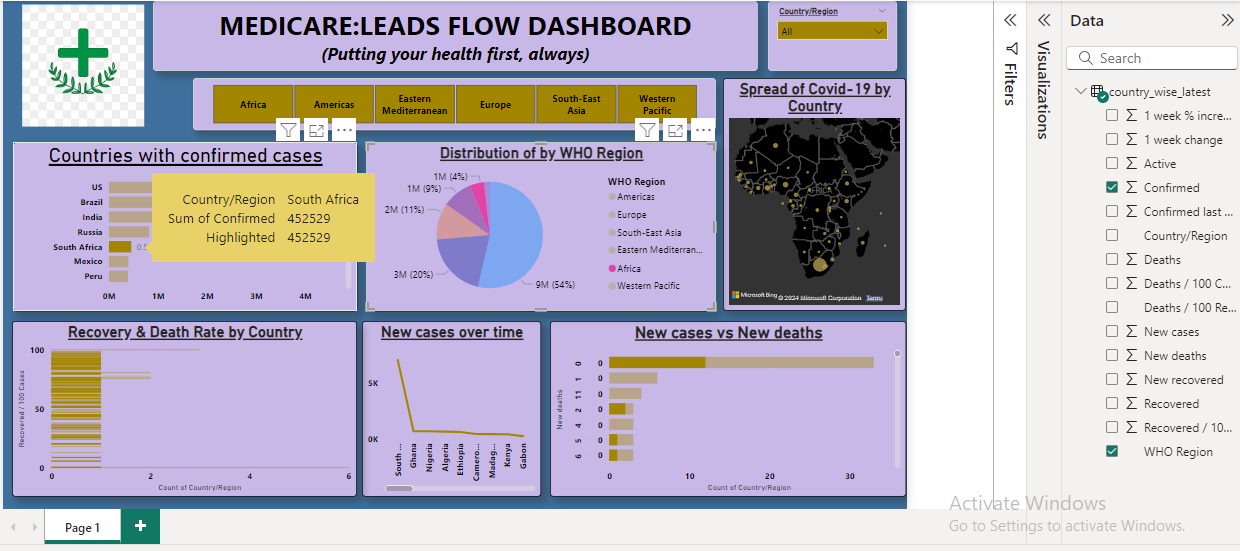 MEDICARE:LEADS FLOW DASHBOARD
(Putting your health first, always)
Country/Region
All
Africa
Americas
Eastern
Mediterranean
Europe
South-East
Asia
Western
Pacific
Countries with confirmed cases
US
Brazil
India
Russia
South Africa
Mexico
Peru
0M 1M 2M 3M 4M
Country/Region South Africa
Sum of Confirmed 452529
Highlighted 452529
Distribution of by WHO Region
1M (4%)
1M (9%)
2M (11%)
3M (20%)
9M (54%)
WHO Region
Americas
Europe
South-East Asia
Eastern Mediterran...
Africa
Western Pacific
Spread of Covid-19 by
Country
AFRICA
Microsoft Bing
© 2024 Microsoft Corporation Terms
Recovery & Death Rate by Country
Recovered / 100 Cases
100
50
0
0 2 4 6
Count of Country/Region
New cases over time
5K
0K
South ...
Ghana
Nigeria
Algeria
Ethiopia
Camero...
Madag...
Kenya
Gabon
New cases vs New deaths
New deaths
0 0
1 0
11 0
2 0
4 0
5 0
6 0
0 10 20 30
Count of Country/Region
Filters
Visualizations
Data
Search
country_wise_latest
1 week % incre...
1 week change
Active
Confirmed
Confirmed last ...
Country/Region
Deaths
Deaths / 100 C...
Deaths / 100 Re...
New cases
New deaths
New recovered
Recovered
Recovered / 10...
WHO Region
Activate Windows
Go to Settings to activate Windows.
Page 1